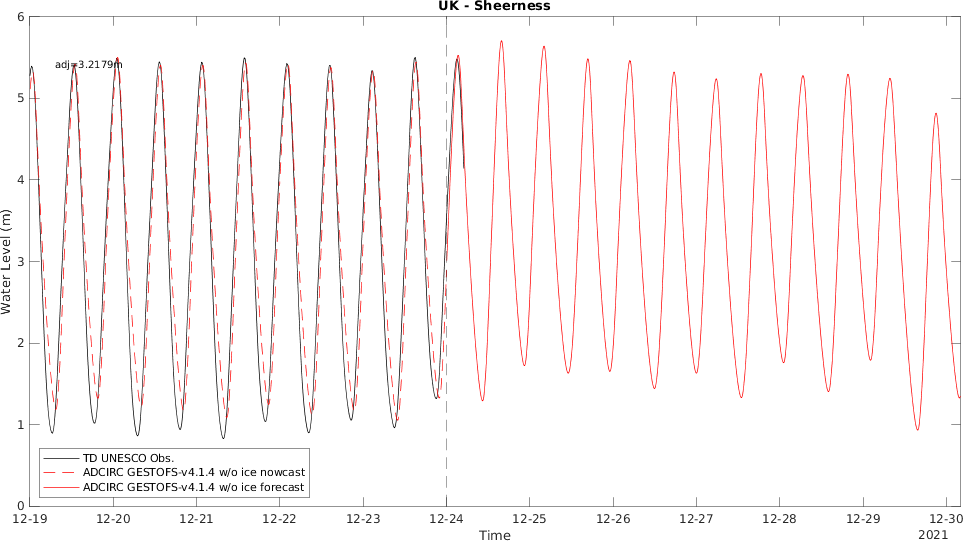 UK - Sheerness
adj=3.2179m
Water Level (m)
6
5
4
3
2
1
0
TD UNESCO Obs.
ADCIRC GESTOFS-v4.1.4 w/o ice nowcast
ADCIRC GESTOFS-v4.1.4 w/o ice forecast
12-19 12-20 12-21 12-22 12-23 12-24 12-25 12-26 12-27 12-28 12-29 12-30
Time
2021